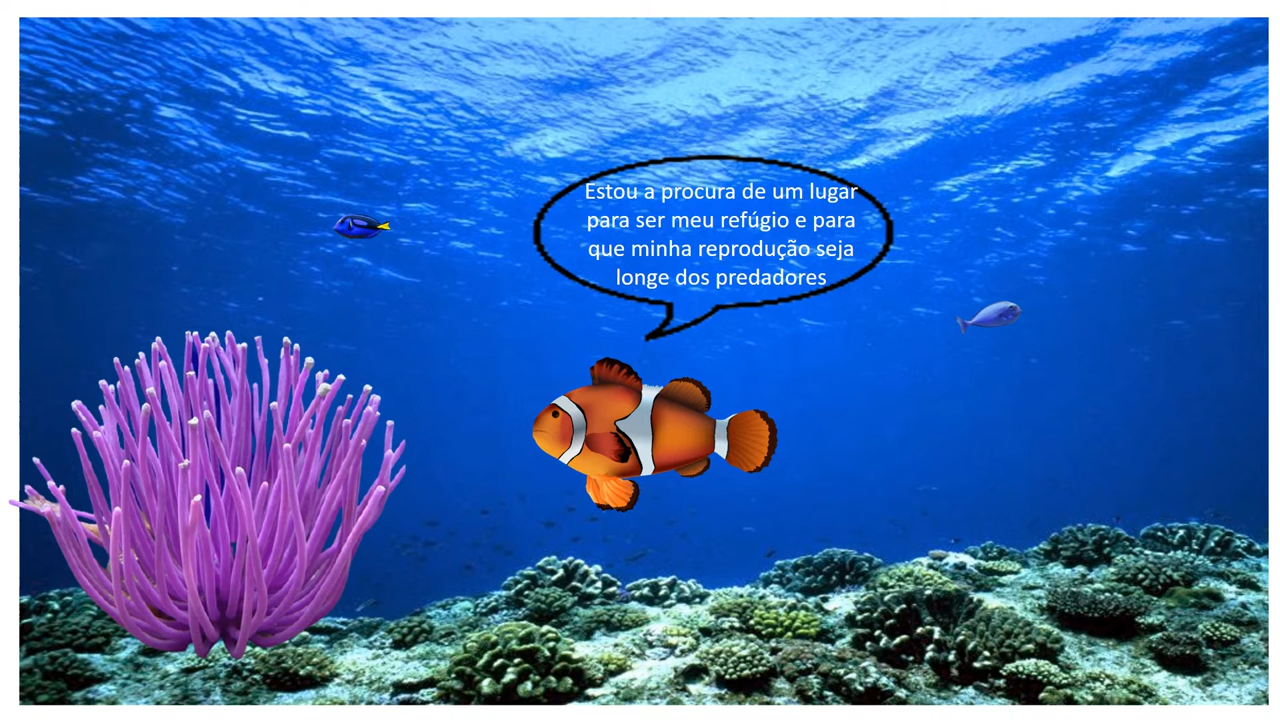 Estou a procura de um lugar
para ser meu refúgio e para
que minha reprodução seja
longe dos predadores